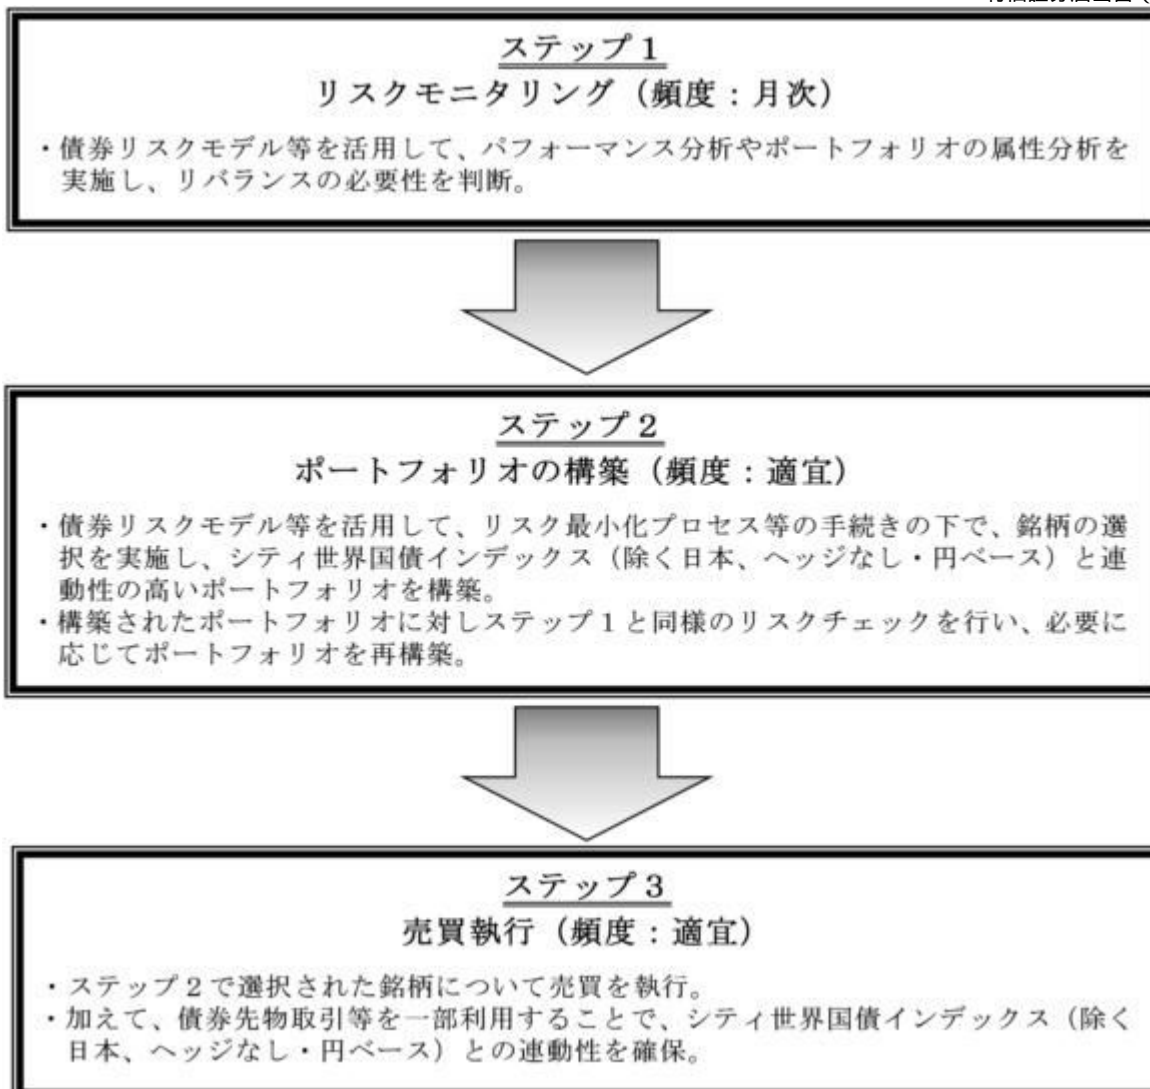 ステップ1
リスクモニタリング（頻度：月次）
・債券リスクモデル等を活用して、パフォーマンス分析やポートフォリオの属性分析を
実施し、リバランスの必要性を判断。
ステップ2
ポートフォリオの構築（頻度：適宜）
・債券リスクモデル等を活用して、リスク最小化プロセス等の手続きの下で、銘柄の選
択を実施し、シティ世界国債インデックス（除く日本、ヘッジなし・円ベース）と連
動性の高いポートフォリオを構築。
・構築されたポートフォリオに対しステップ1と同様のリスクチェックを行い、必要に
応じてポートフォリオを再構築。
ステップ3
売買執行（頻度：適宜）
・ステップ2で選択された銘柄について売買を執行。
・加えて、債券先物取引等を一部利用することで、シティ世界国債インデックス（除く
日本、ヘッジなし・円ベース）との連動性を確保。